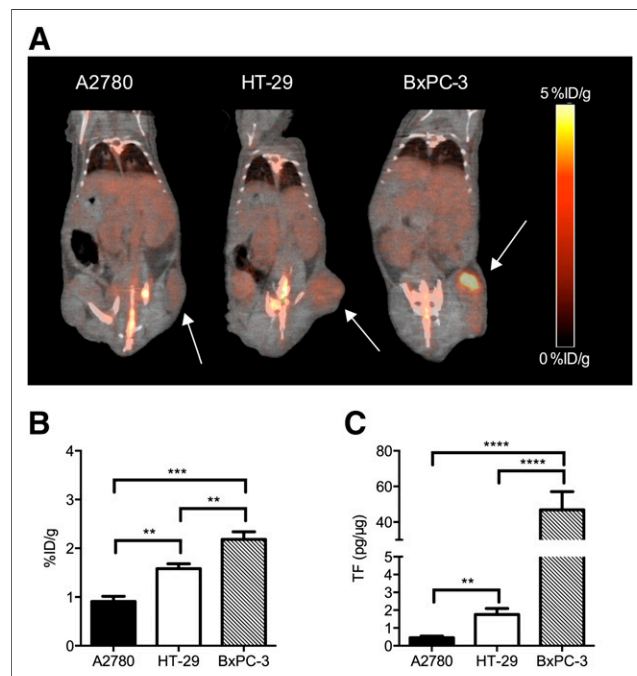 A
A2780 HT-29 BxPC-3
5 %ID/g
0 %ID/g
B
4
3
2
1
0
%ID/g
***
**
**
A2780 HT-29 BxPC-3
C
80
60
40
5
4
3
2
1
0
TF (pg/µg)
****
****
**
A2780 HT-29 BxPC-3